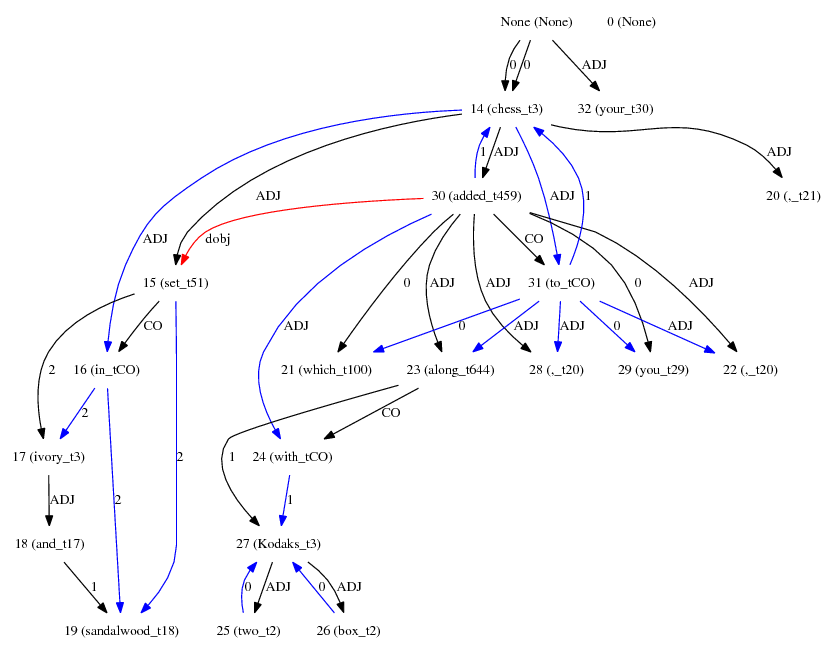 None (None) 0 (None)
0 0 ADJ
14 (chess_t3) 32 (your_t30)
1 ADJ ADJ
ADJ ADJ 1
30 (added_t459) 20 (,_t21)
ADJ dobj CO
15 (set_t51) 31 (to_tCO)
0 ADJ ADJ 0 ADJ
2 CO ADJ 0 ADJ ADJ 0 ADJ
16 (in_tCO) 21 (which_t100) 23 (along_t644) 28 (,_t20) 29 (you_t29) 22 (,_t20)
2 CO
17 (ivory_t3) 2 1 24 (with_tCO)
ADJ 2 1
18 (and_t17) 27 (Kodaks_t3)
1 0 ADJ 0 ADJ
19 (sandalwood_t18) 25 (two_t2) 26 (box_t2)